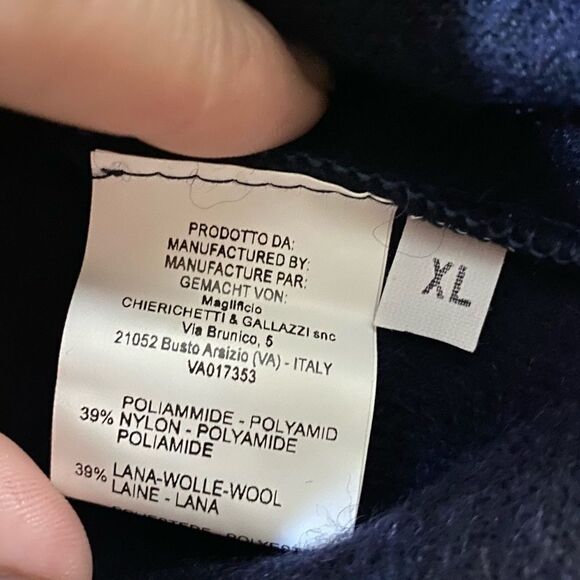 PRODOTTO DA:
MANUFACTURED BY:
MANUFACTURE PAR:
GEMACHT VON:
Maglificio
CHIERICHETTI & GALLAZZI snc
Via Brunico, 5
21052 Busto Arsizio (VA) - ITALY
VA017353
POLIAMMIDE - POLYAMID
39% NYLON - POLYAMIDE
POLIAMIDE
39% LANA-WOLLE-WOOL
LAINE - LANA
XL